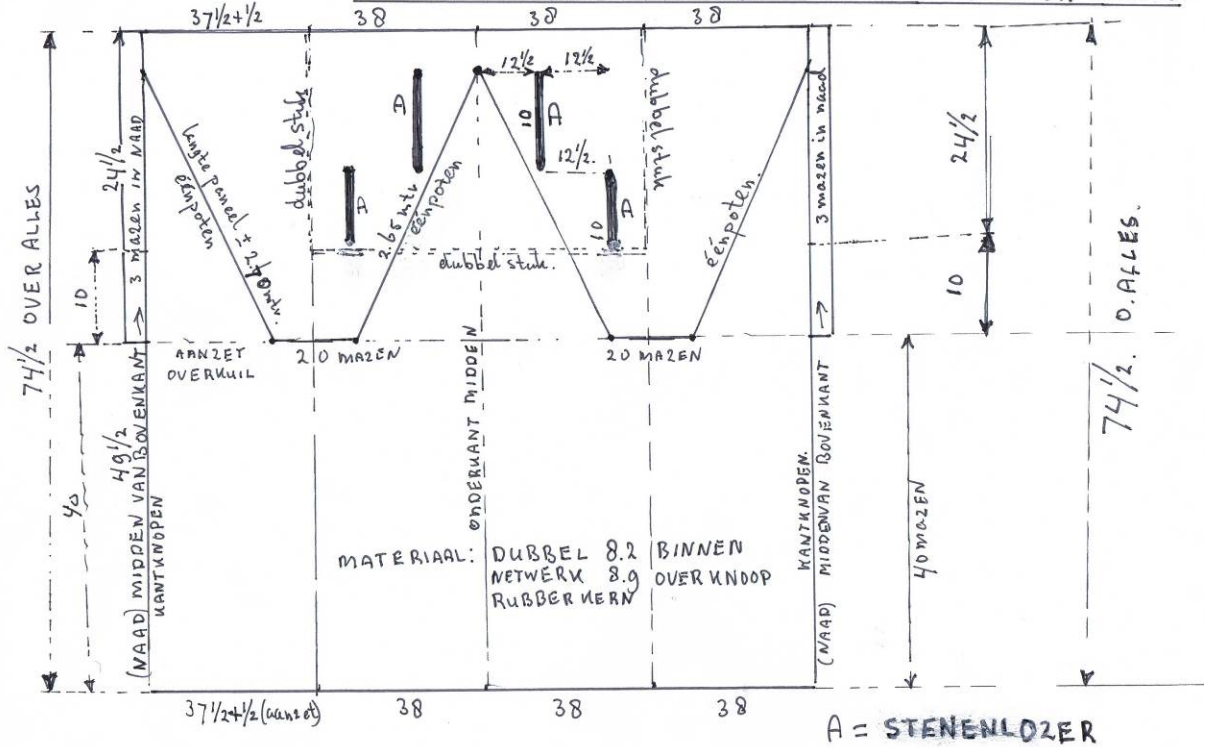 37½+½
38
38
38
74½ OVER ALLES
24½
10
40
49½
3 mazen IN NAAD
(NAAD) MIDDEN VAN BOVENKANT
KANTKNOPEN
lengte paneel + 2.70 mtr.
éénpoten
dubbel stuk
A
A
2.65 mtr
éénpoten
12½
12½
10
A
12½.
10
A
dubbel stuk
dubbel stuk.
éénpoten.
3 mazen in naad
24½
10
AANZET
OVERKUIL
20 MAZEN
20 MAZEN
ONDERKANT MIDDEN
MATERIAAL: DUBBEL 8.2 BINNEN
NETWERK 8.9 OVER KNOOP
RUBBER KERN
KANTKNOPEN.
(NAAD) MIDDEN VAN BOVENKANT
40 mazen
74½. O. ALLES.
37½+½ (aanzet)
38
38
38
A = STENENLOZER